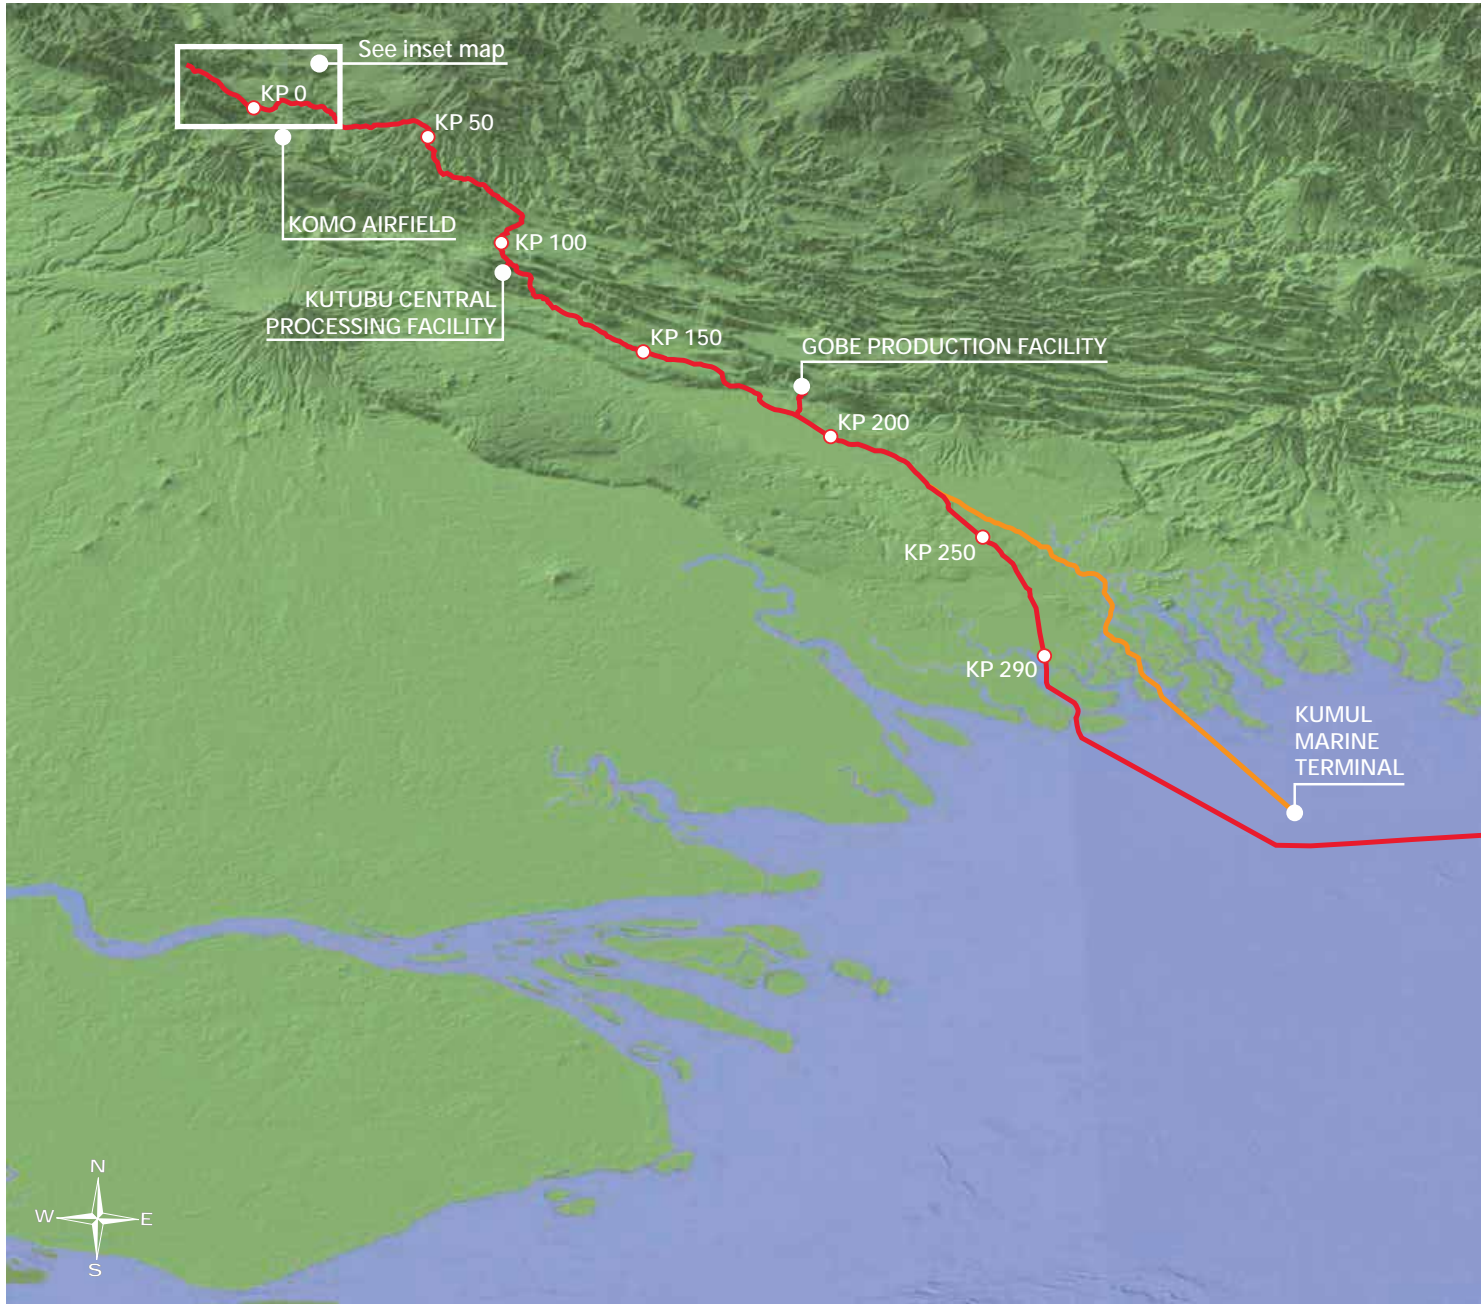 See inset map
KP 0
KP 50
KOMO AIRFIELD
KP 100
KUTUBU CENTRAL
PROCESSING FACILITY
KP 150
GOBE PRODUCTION FACILITY
KP 200
KP 250
KP 290
KUMUL
MARINE
TERMINAL
N
W
E
S